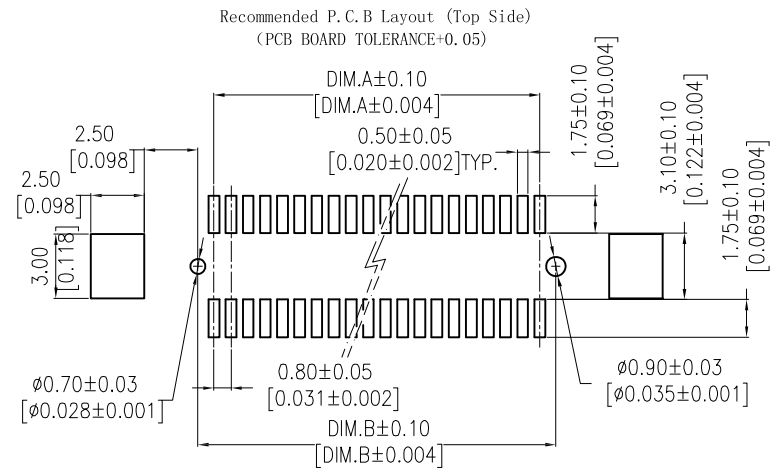 Recommended P.C.B Layout (Top Side)
(PCB BOARD TOLERANCE+0.05)
DIM.A±0.10
[DIM.A±0.004]
2.50
[0.098]
0.50±0.05
[0.020±0.002]TYP.
1.75±0.10
[0.069±0.004]
3.10±0.10
[0.122±0.004]
1.75±0.10
[0.069±0.004]
2.50
[0.098]
3.00
[0.118]
ø0.70±0.03
[ø0.028±0.001]
0.80±0.05
[0.031±0.002]
ø0.90±0.03
[ø0.035±0.001]
DIM.B±0.10
[DIM.B±0.004]